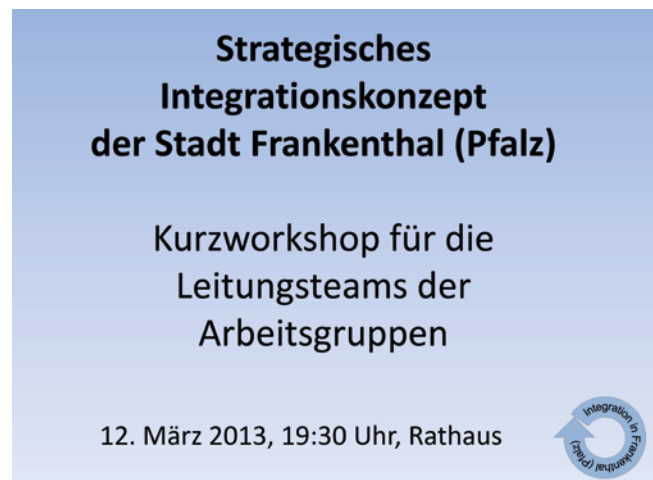 Strategisches
Integrationskonzept
der Stadt Frankenthal (Pfalz)
Kurzworkshop für die
Leitungsteams der
Arbeitsgruppen
12. März 2013, 19:30 Uhr, Rathaus
Integration in Frankenthal (Pfalz)